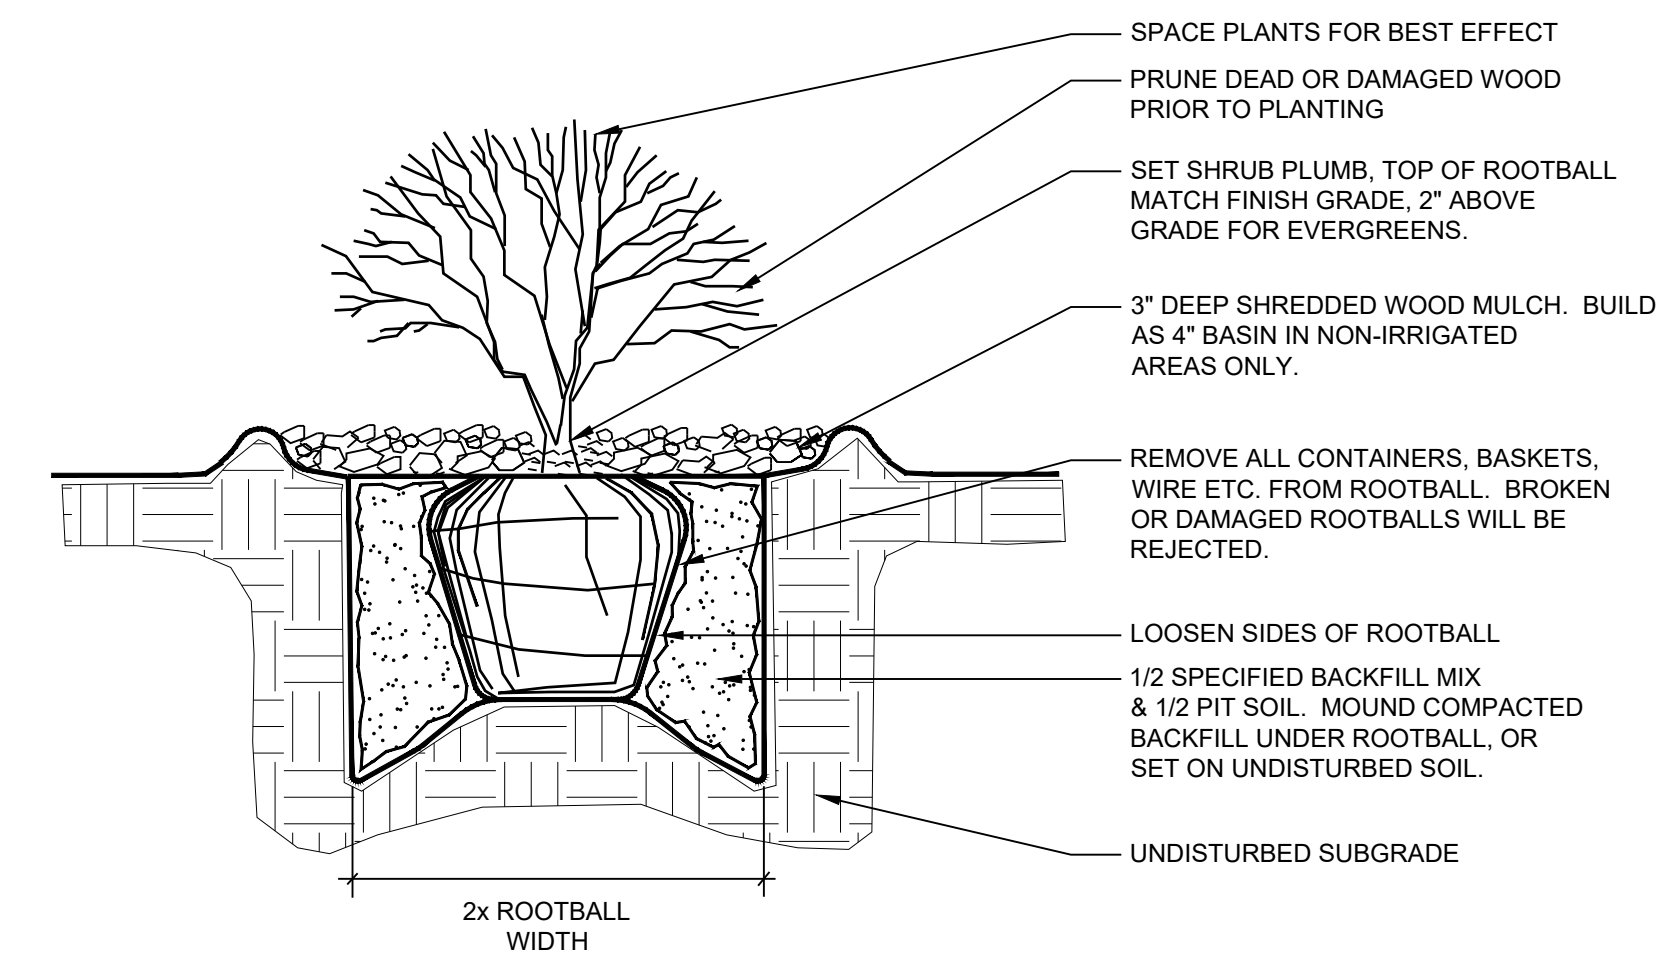 SPACE PLANTS FOR BEST EFFECT
PRUNE DEAD OR DAMAGED WOOD
PRIOR TO PLANTING
SET SHRUB PLUMB, TOP OF ROOTBALL
MATCH FINISH GRADE, 2" ABOVE
GRADE FOR EVERGREENS.
3" DEEP SHREDDED WOOD MULCH. BUILD
AS 4" BASIN IN NON-IRRIGATED
AREAS ONLY.
REMOVE ALL CONTAINERS, BASKETS,
WIRE ETC. FROM ROOTBALL. BROKEN
OR DAMAGED ROOTBALLS WILL BE
REJECTED.
LOOSEN SIDES OF ROOTBALL
1/2 SPECIFIED BACKFILL MIX
& 1/2 PIT SOIL. MOUND COMPACTED
BACKFILL UNDER ROOTBALL, OR
SET ON UNDISTURBED SOIL.
UNDISTURBED SUBGRADE
2x ROOTBALL
WIDTH